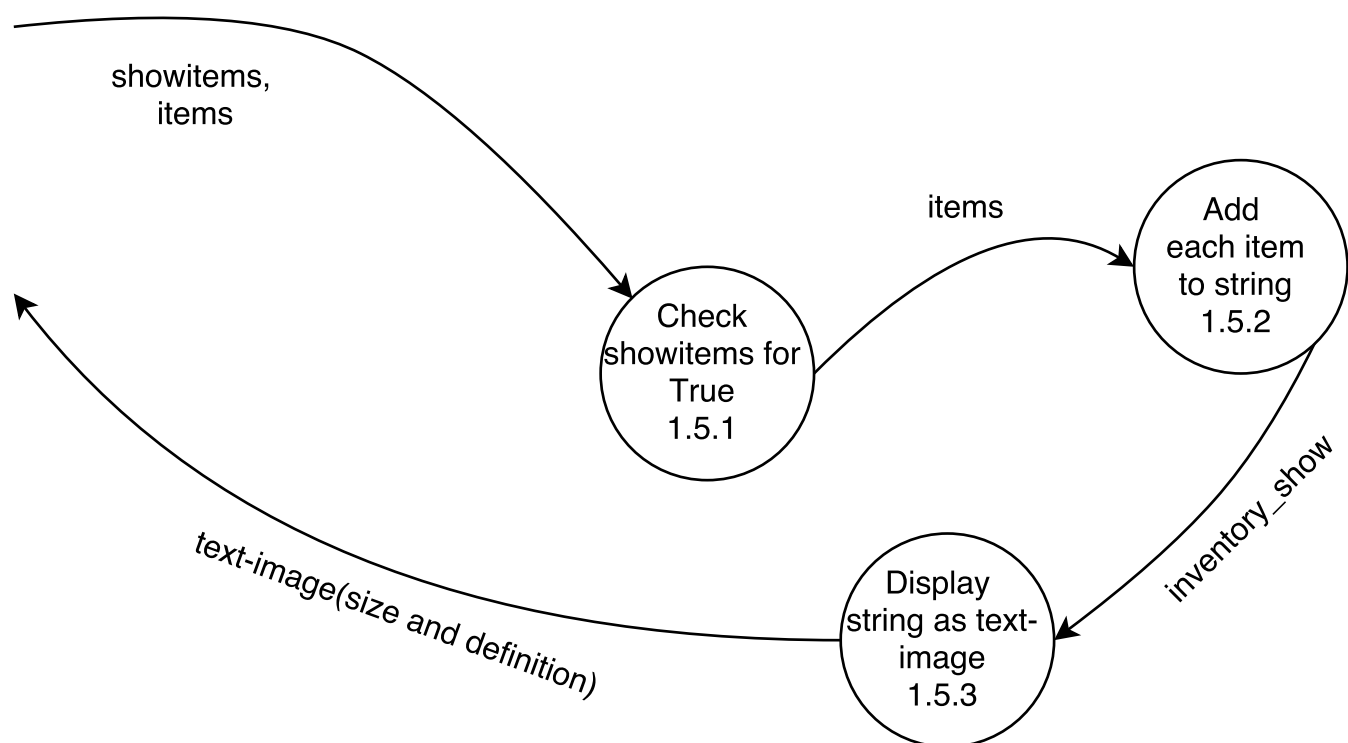 showitems,
items
items
Add
each item
to string
1.5.2
Check
showitems for
True
1.5.1
inventory_show
Display
string as text-
image
1.5.3
text-image(size and definition)